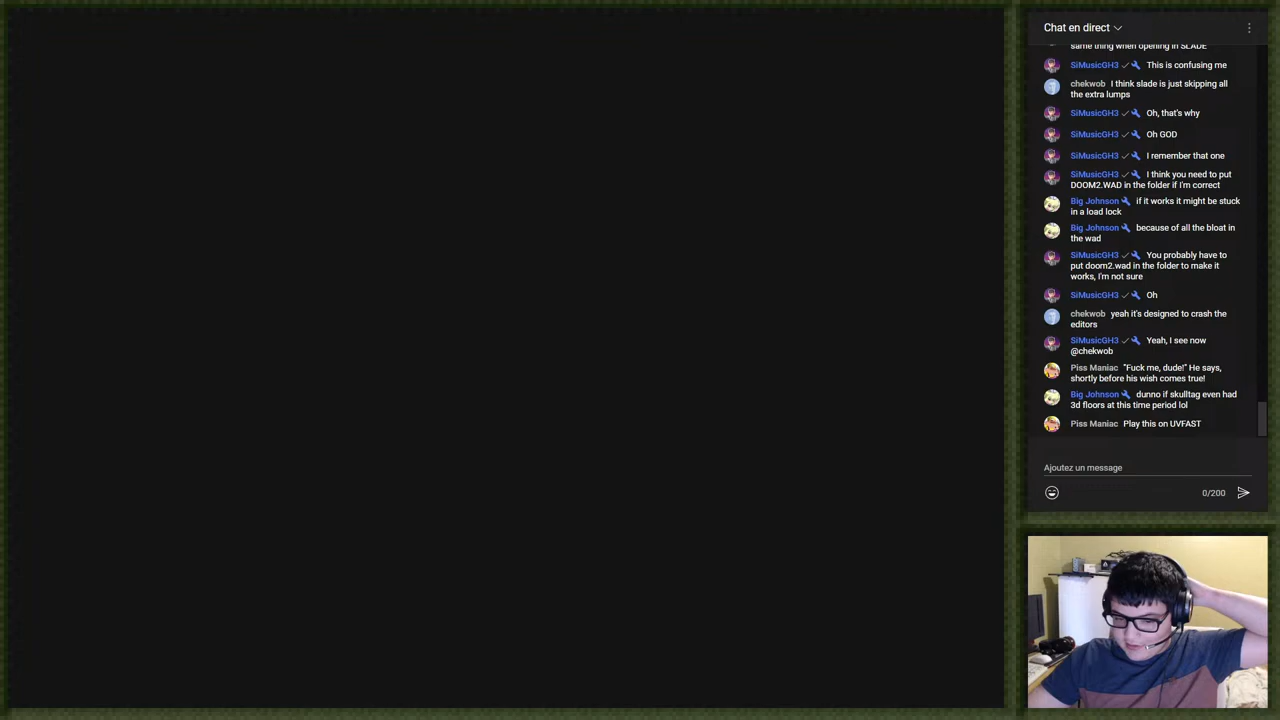 Chat en direct
same thing when opening in SLADE
SiMusicGH3 This is confusing me
chekwob I think slade is just skipping all
the extra lumps
SiMusicGH3 Oh, that's why
SiMusicGH3 Oh GOD
SiMusicGH3 I remember that one
SiMusicGH3 I think you need to put
DOOM2.WAD in the folder if I'm correct
Big Johnson if it works it might be stuck
in a load lock
Big Johnson because of all the bloat in
the wad
SiMusicGH3 You probably have to
put doom2.wad in the folder to make it
works, I'm not sure
SiMusicGH3 Oh
chekwob yeah it's designed to crash the
editors
SiMusicGH3 Yeah, I see now
@chekwob
Piss Maniac "Fuck me, dude!" He says,
shortly before his wish comes true!
Big Johnson dunno if skulltag even had
3d floors at this time period lol
Piss Maniac Play this on UVFAST
Ajoutez un message
0/200